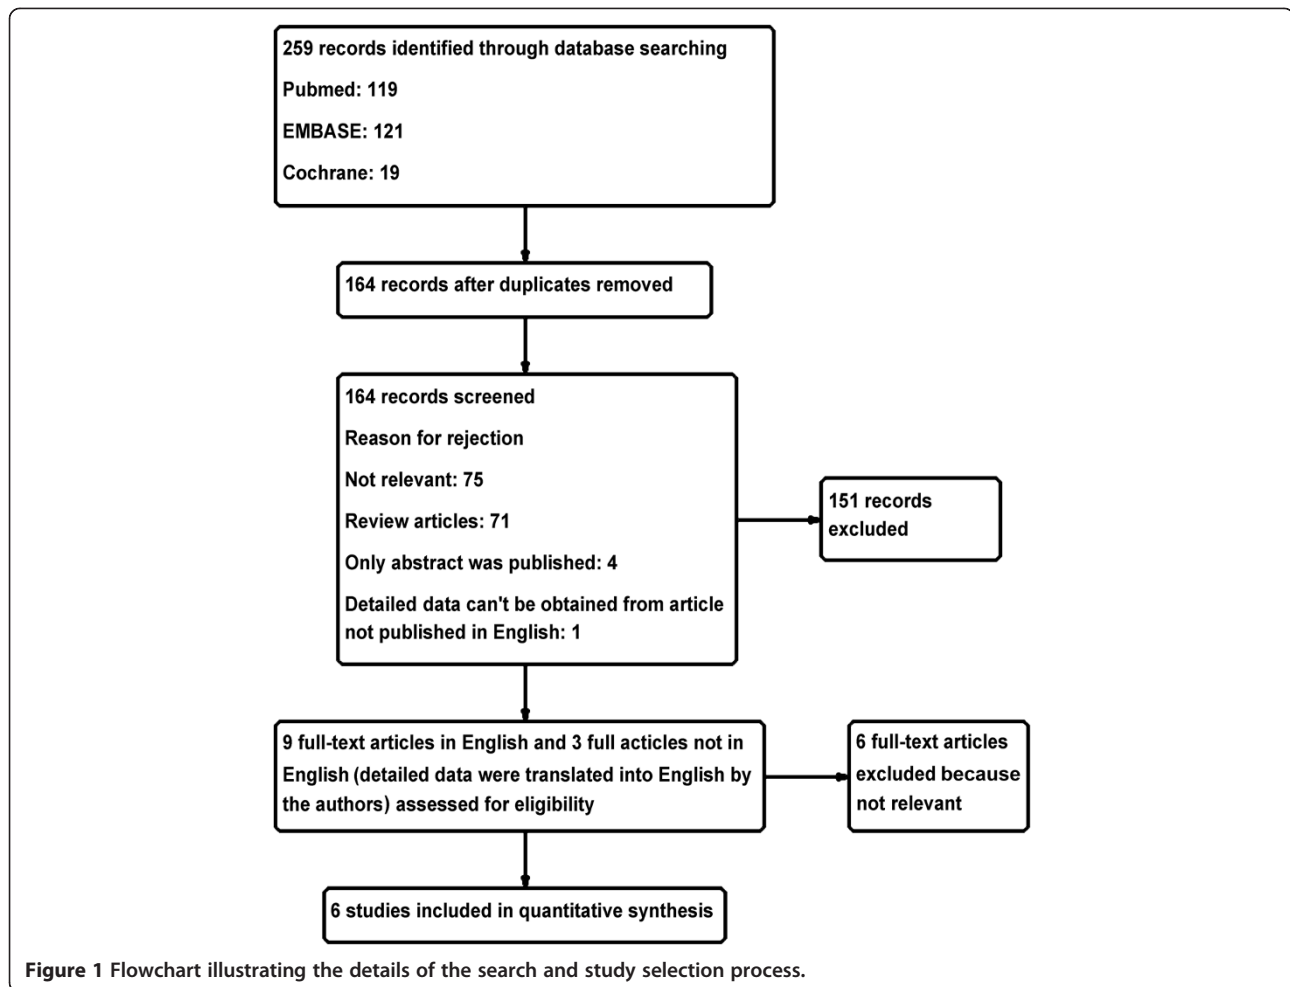 259 records identified through database searching
Pubmed: 119
EMBASE: 121
Cochrane: 19
164 records after duplicates removed
164 records screened
Reason for rejection
Not relevant: 75
Review articles: 71
Only abstract was published: 4
Detailed data can't be obtained from article
not published in English: 1
151 records
excluded
9 full-text articles in English and 3 full acticles not in
English (detailed data were translated into English by
the authors) assessed for eligibility
6 full-text articles
excluded because
not relevant
6 studies included in quantitative synthesis
Figure 1 Flowchart illustrating the details of the search and study selection process.